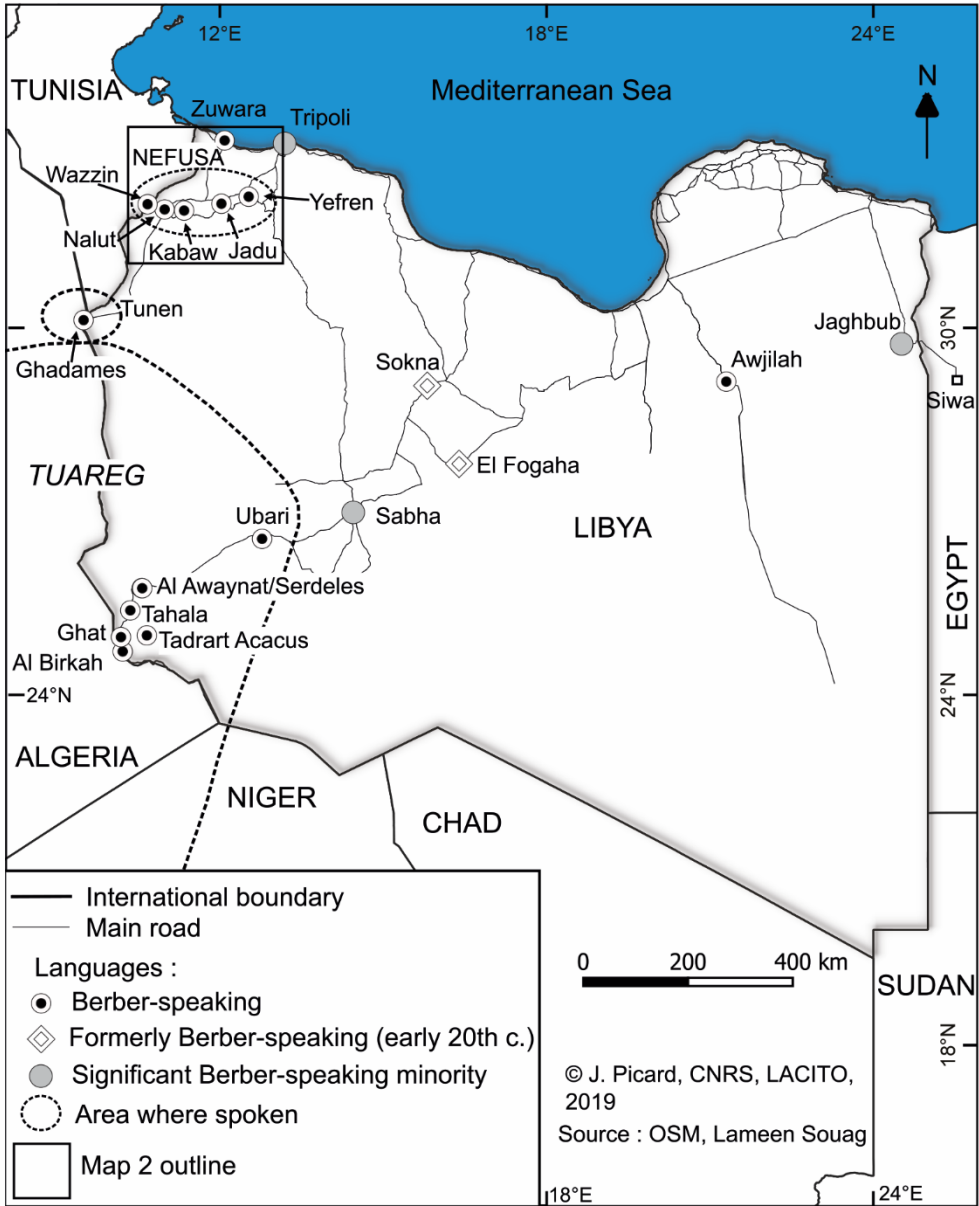 12°E
18°E
24°E
TUNISIA
Mediterranean Sea
N
Zuwara
Tripoli
NEFUSA
Wazzin
Yefren
Nalut
Kabaw
Jadu
Tunen
Ghadames
Jaghbub
30°N
Sokna
Awjilah
Siwa
TUAREG
El Fogaha
Ubari
Sabha
LIBYA
EGYPT
Al Awaynat/Serdeles
Tahala
Ghat
Tadrart Acacus
Al Birkah
24°N
24°N
ALGERIA
NIGER
CHAD
International boundary
Main road
Languages :
Berber-speaking
Formerly Berber-speaking (early 20th c.)
Significant Berber-speaking minority
Area where spoken
Map 2 outline
0 200 400 km
SUDAN
18°N
© J. Picard, CNRS, LACITO,
2019
Source : OSM, Lameen Souag
18°E
24°E